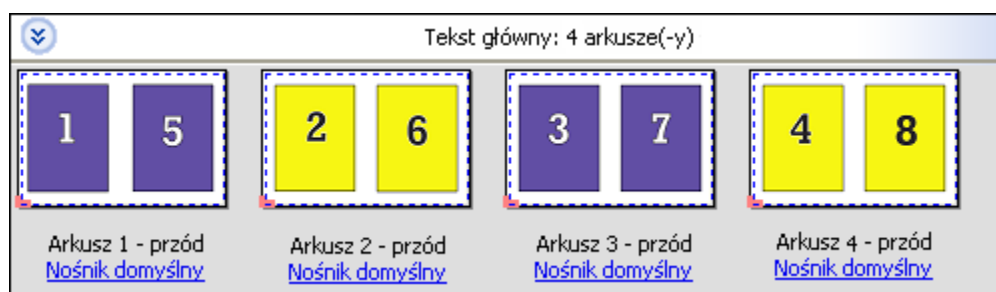 Tekst główny: 4 arkusze(-y)
1 5 2 6 3 7 4 8
Arkusz 1 - przód Arkusz 2 - przód Arkusz 3 - przód Arkusz 4 - przód
Nośnik domyślny Nośnik domyślny Nośnik domyślny Nośnik domyślny